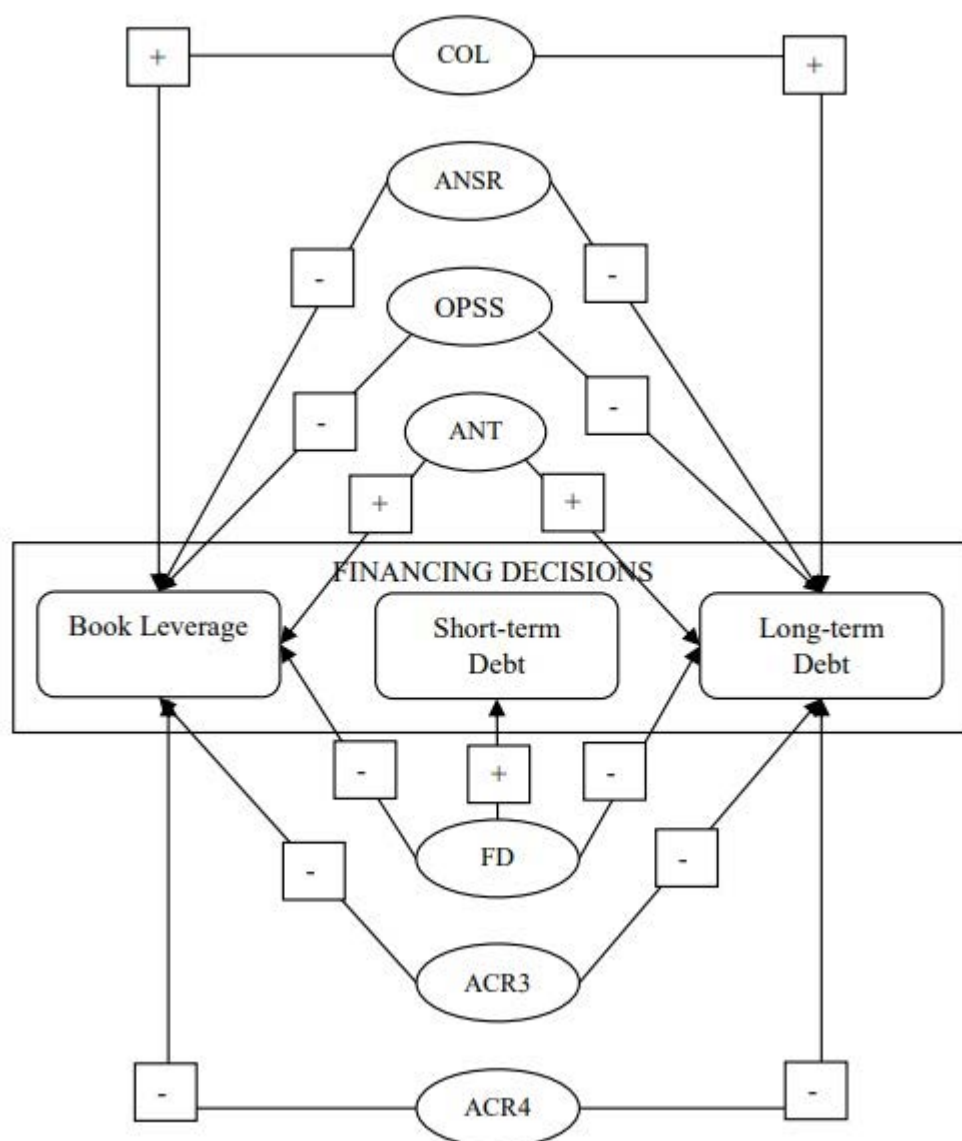 + COL +
ANSR
- -
OPSS
- -
ANT
+ +
FINANCING DECISIONS
Book Leverage
Short-term
Debt
Long-term
Debt
- + -
FD
- -
ACR3
- -
ACR4